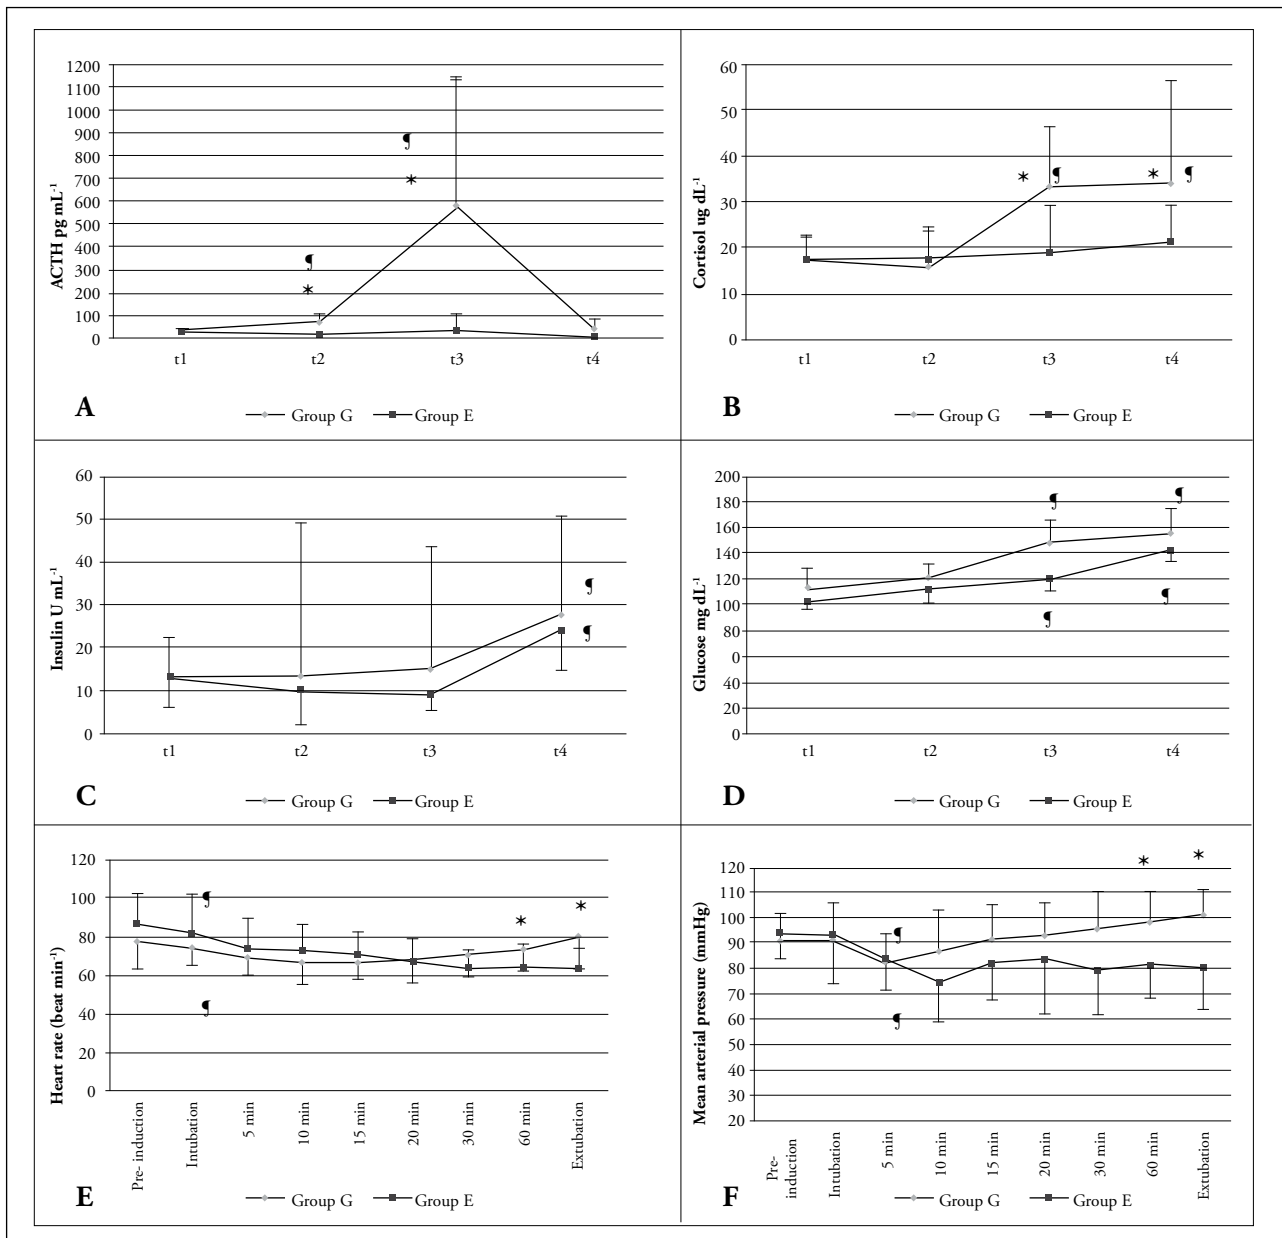 1200
1100
1000
900
800
700
600
500
400
300
200
100
0
ACTH pg mL-1
¶
*
¶
*
t1 t2 t3 t4
A
Group G Group E
60
50
40
30
20
10
0
Cortisol ug dL-1
* ¶ * ¶
t1 t2 t3 t4
B
Group G Group E
60
50
40
30
20
10
0
Insulin U mL-1
¶
¶
t1 t2 t3 t4
C
Group G Group E
200
180
160
140
120
100
80
0
40
20
0
Glucose mg dL-1
¶ ¶
¶ ¶
t1 t2 t3 t4
D
Group G Group E
120
100
80
60
40
20
0
Heart rate (beat min-1)
¶
* *
¶
Pre- induction
Intubation
5 min
10 min
15 min
20 min
30 min
60 min
Extubation
E
Group G Group E
120
110
100
90
80
70
60
50
40
30
20
Mean arterial pressure (mmHg)
* *
¶
¶
Pre-
induction
Intubation
5 min
10 min
15 min
20 min
30 min
60 min
Extubation
F
Group G Group E